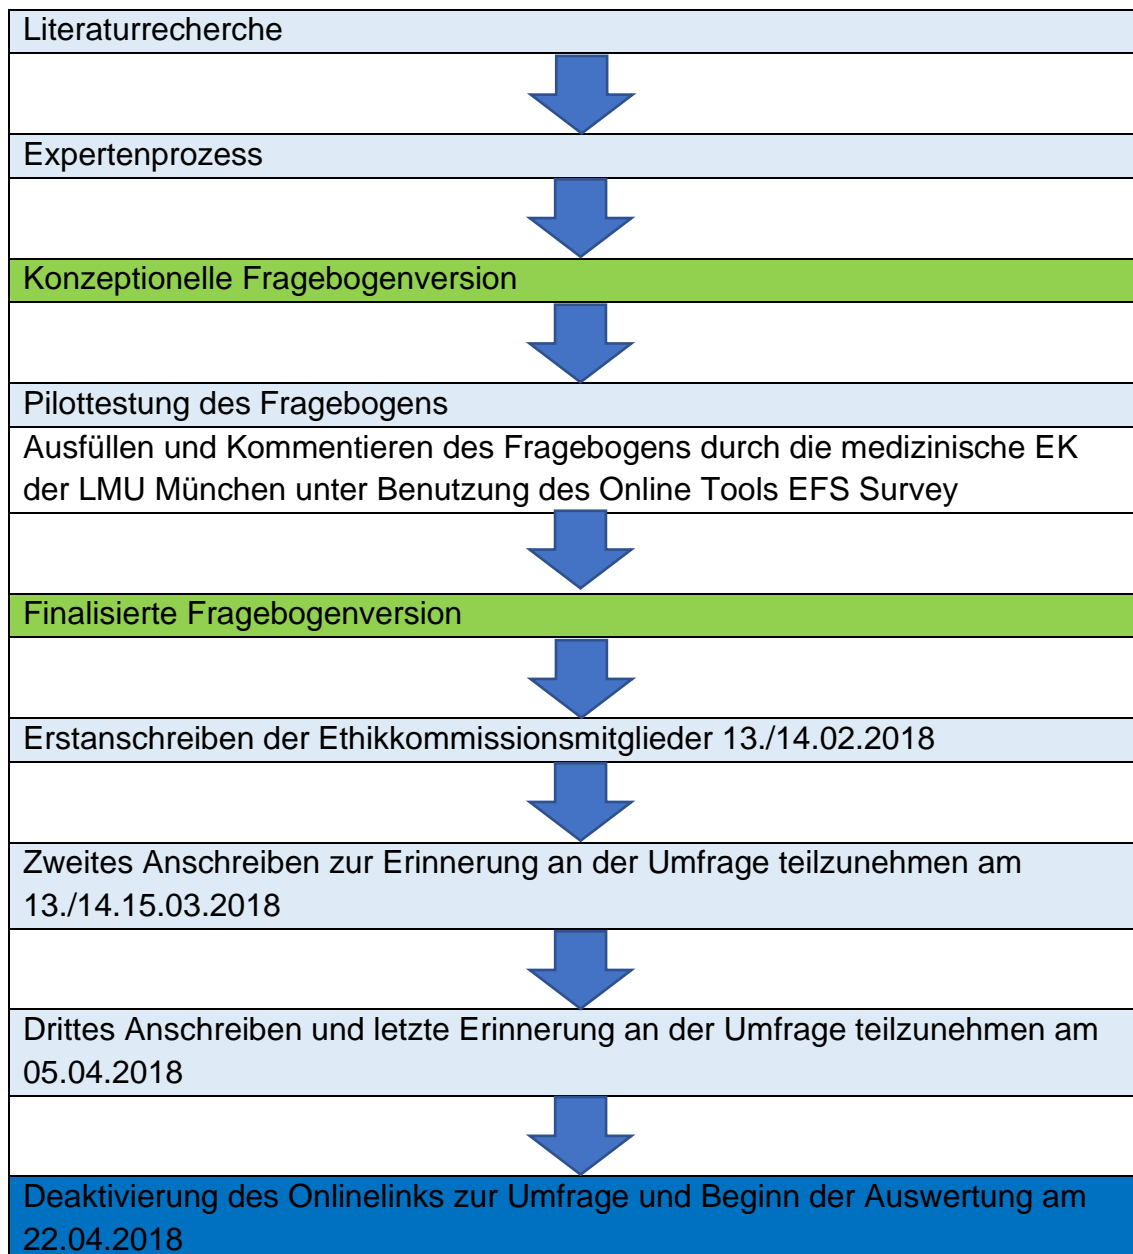 Literaturrecherche
Expertenprozess
Konzeptionelle Fragebogenversion
Pilottestung des Fragebogens
Ausfüllen und Kommentieren des Fragebogens durch die medizinische EK
der LMU München unter Benutzung des Online Tools EFS Survey
Finalisierte Fragebogenversion
Erstanschreiben der Ethikkommissionsmitglieder 13./14.02.2018
Zweites Anschreiben zur Erinnerung an der Umfrage teilzunehmen am
13./14.15.03.2018
Drittes Anschreiben und letzte Erinnerung an der Umfrage teilzunehmen am
05.04.2018
Deaktivierung des Onlinelinks zur Umfrage und Beginn der Auswertung am
22.04.2018